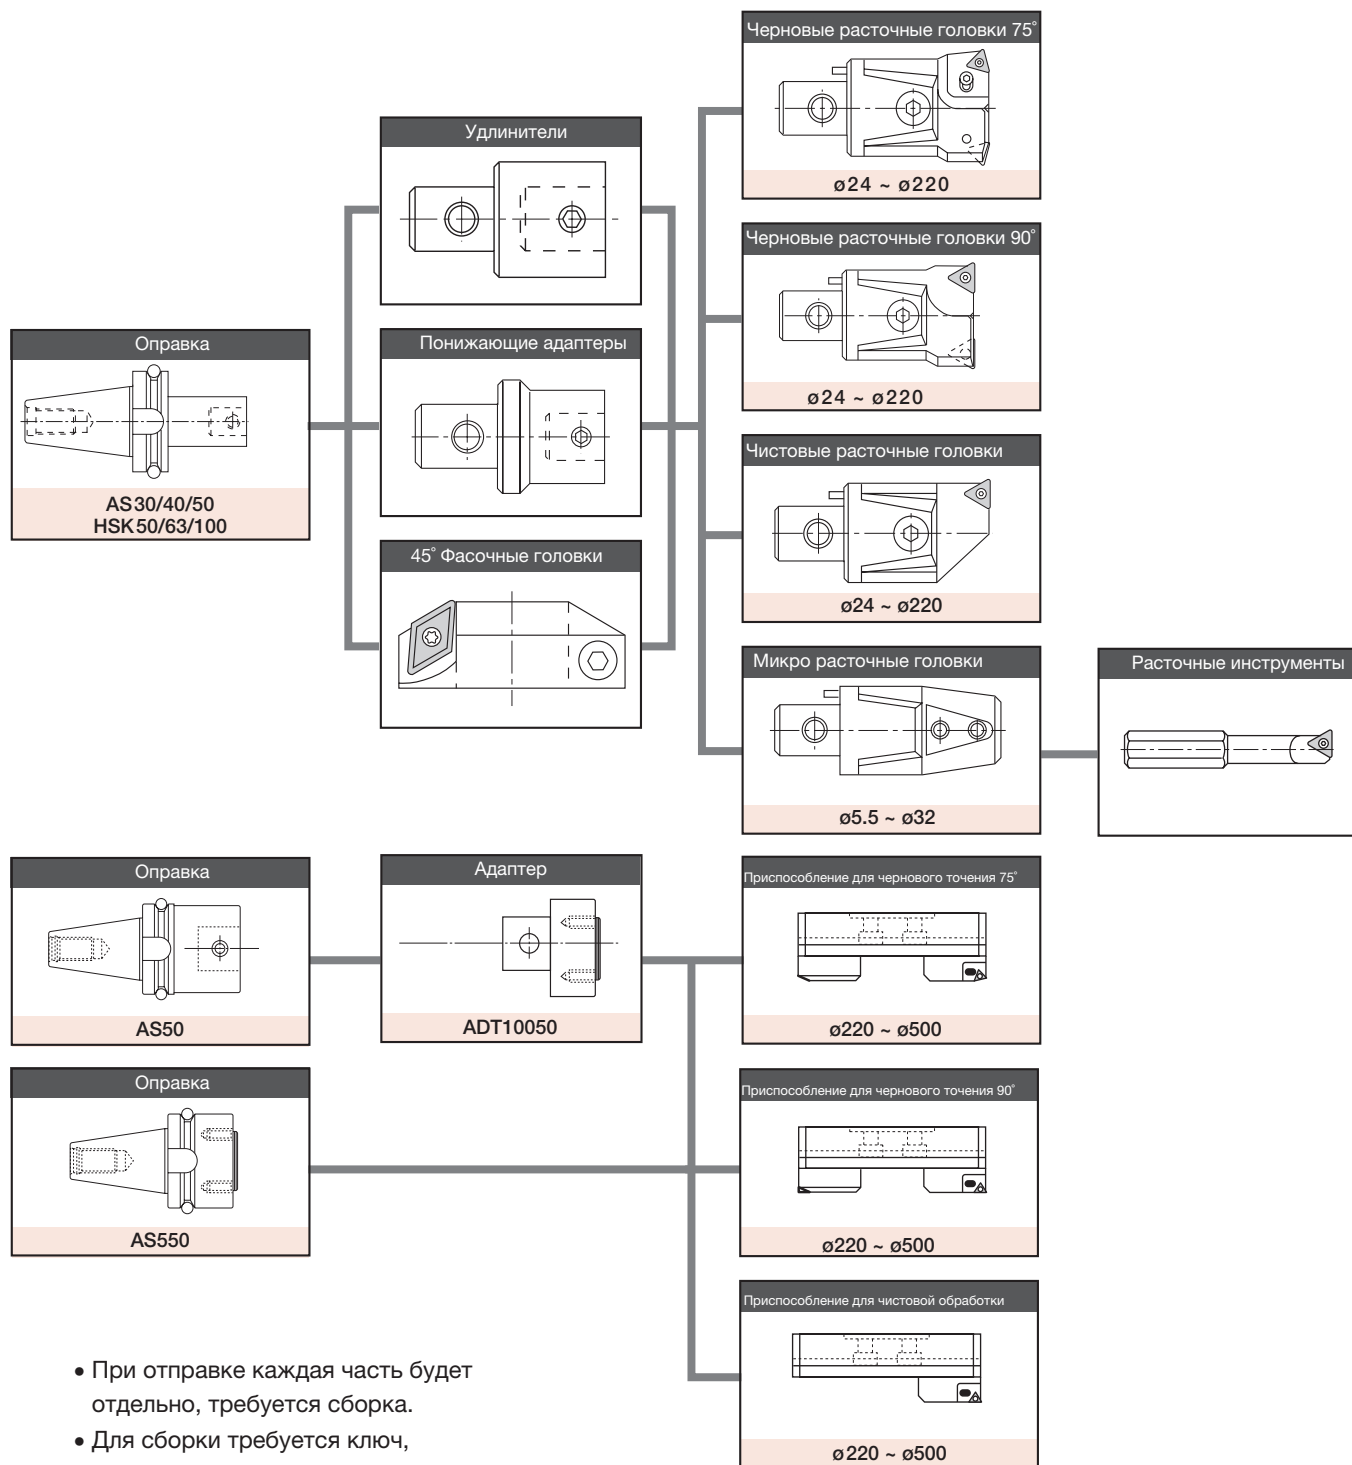 Черновые расточные головки 75°
ø24 ~ ø220
Удлинители
Черновые расточные головки 90°
ø24 ~ ø220
Оправка
AS30/40/50
HSK50/63/100
Понижающие адаптеры
Чистовые расточные головки
ø24 ~ ø220
45° Фасочные головки
Микро расточные головки
ø5.5 ~ ø32
Расточные инструменты
Оправка
AS50
Адаптер
ADT10050
Приспособление для чернового точения 75°
ø220 ~ ø500
Оправка
AS550
Приспособление для чернового точения 90°
ø220 ~ ø500
Приспособление для чистовой обработки
ø220 ~ ø500
• При отправке каждая часть будет
отдельно, требуется сборка.
• Для сборки требуется ключ,